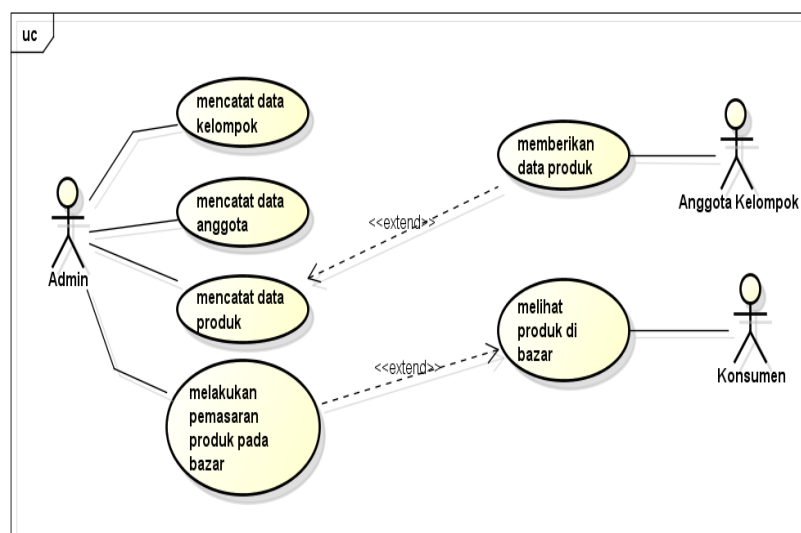 uc
mencatat data
kelompok
mencatat data
anggota
mencatat data
produk
melakukan
pemasaran
produk pada
bazar
Admin
<<extend>>
<<extend>>
memberikan
data produk
melihat
produk di
bazar
Anggota Kelompok
Konsumen